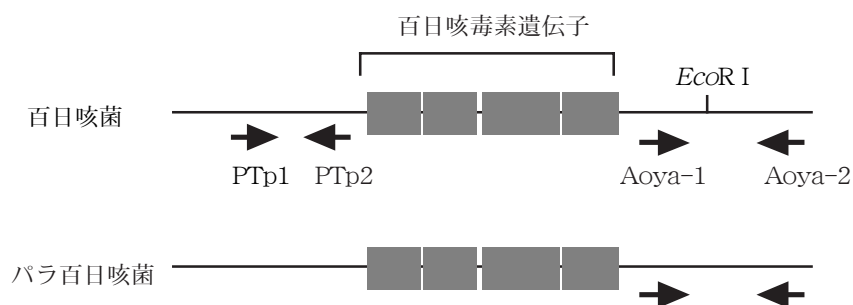 百日咳毒素遺伝子
EcoR I
百日咳菌
PTp1
PTp2
Aoya-1
Aoya-2
パラ百日咳菌